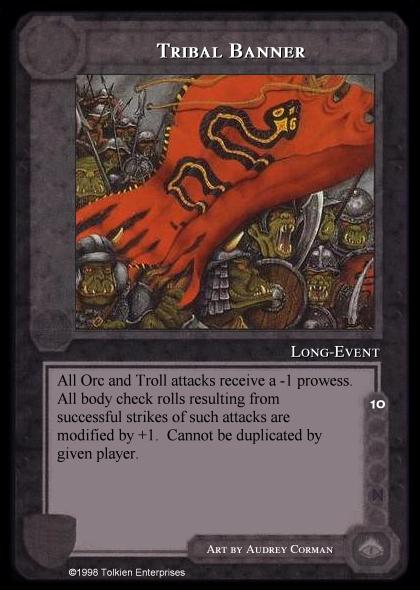 TRIBAL BANNER
LONG-EVENT
All Orc and Troll attacks receive a -1 prowess.
All body check rolls resulting from
successful strikes of such attacks are
modified by +1.  Cannot be duplicated by
given player.
10
N
ART BY AUDREY CORMAN
©1998 Tolkien Enterprises